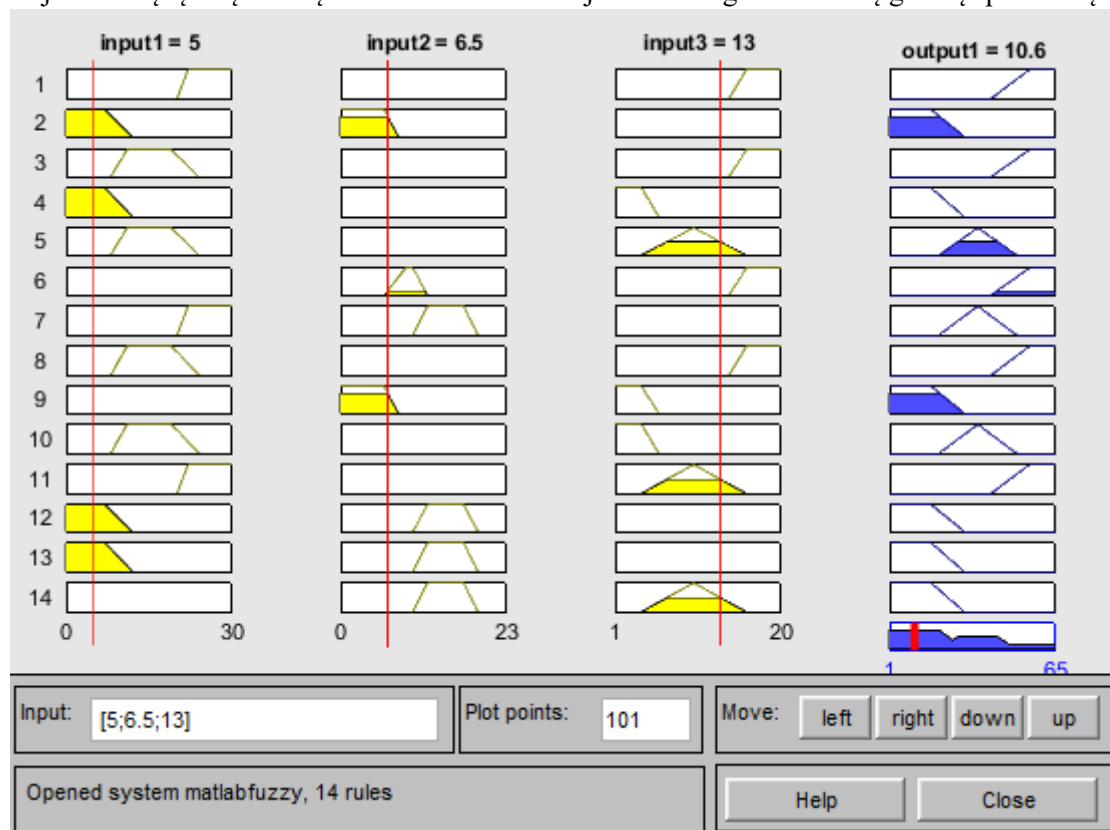 input1 = 5
input2 = 6.5
input3 = 13
output1 = 10.6
1
2
3
4
5
6
7
8
9
10
11
12
13
14
0 30
0 23
1 20
1 65
Input: [5;6.5;13]
Plot points: 101
Move: left right down up
Opened system matlabfuzzy, 14 rules
Help Close